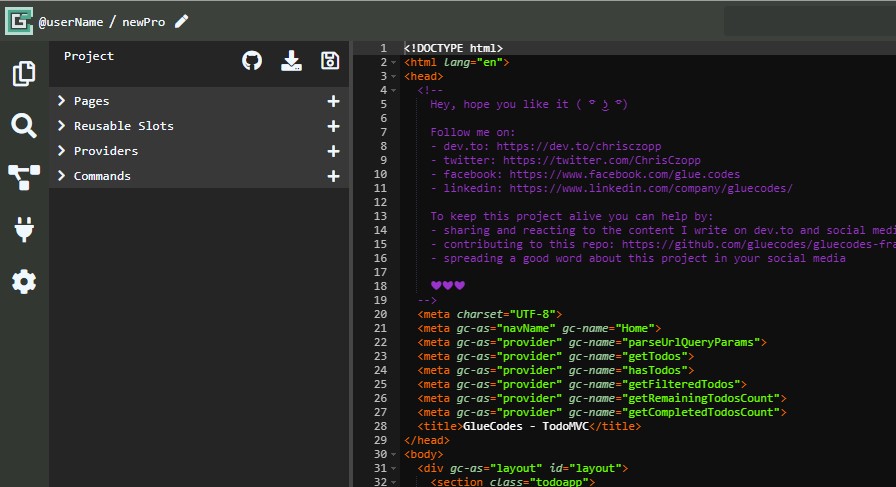 @userName / newPro
Project
Pages
Reusable Slots
Providers
Commands
1 <!DOCTYPE html>
2 <html lang="en">
3 <head>
4 <!--
5 Hey, hope you like it ( ͡° ͜ʖ ͡°)
6
7 Follow me on:
8 - dev.to: https://dev.to/chrisczopp
9 - twitter: https://twitter.com/ChrisCzopp
10 - facebook: https://www.facebook.com/glue.codes
11 - linkedin: https://www.linkedin.com/company/gluecodes/
12
13 To keep this project alive you can help by:
14 - sharing and reacting to the content I write on dev.to and social medi
15 - contributing to this repo: https://github.com/gluecodes/gluecodes-fra
16 - spreading a good word about this project in your social media
17
18 ♥♥♥
19 -->
20 <meta charset="UTF-8">
21 <meta gc-as="navName" gc-name="Home">
22 <meta gc-as="provider" gc-name="parseUrlQueryParams">
23 <meta gc-as="provider" gc-name="getTodos">
24 <meta gc-as="provider" gc-name="hasTodos">
25 <meta gc-as="provider" gc-name="getFilteredTodos">
26 <meta gc-as="provider" gc-name="getRemainingTodosCount">
27 <meta gc-as="provider" gc-name="getCompletedTodosCount">
28 <title>GlueCodes - TodoMVC</title>
29 </head>
30 <body>
31 <div gc-as="layout" id="layout">
32 <section class="todoapp">